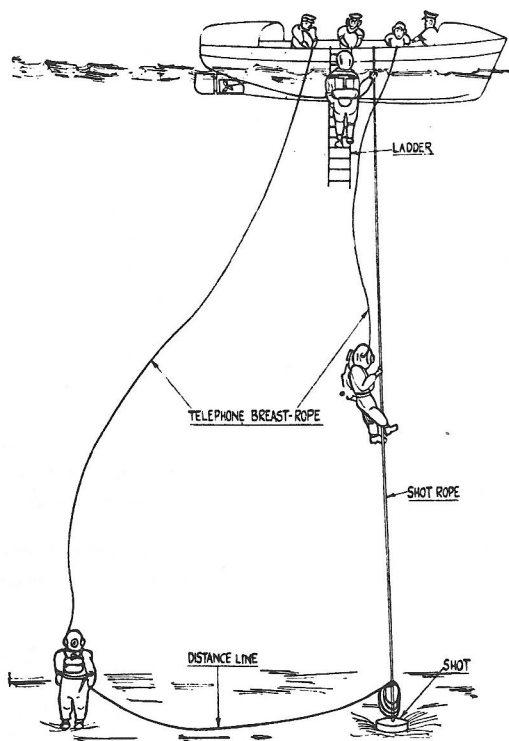 LADDER
TELEPHONE BREAST-ROPE
SHOT ROPE
DISTANCE LINE
SHOT